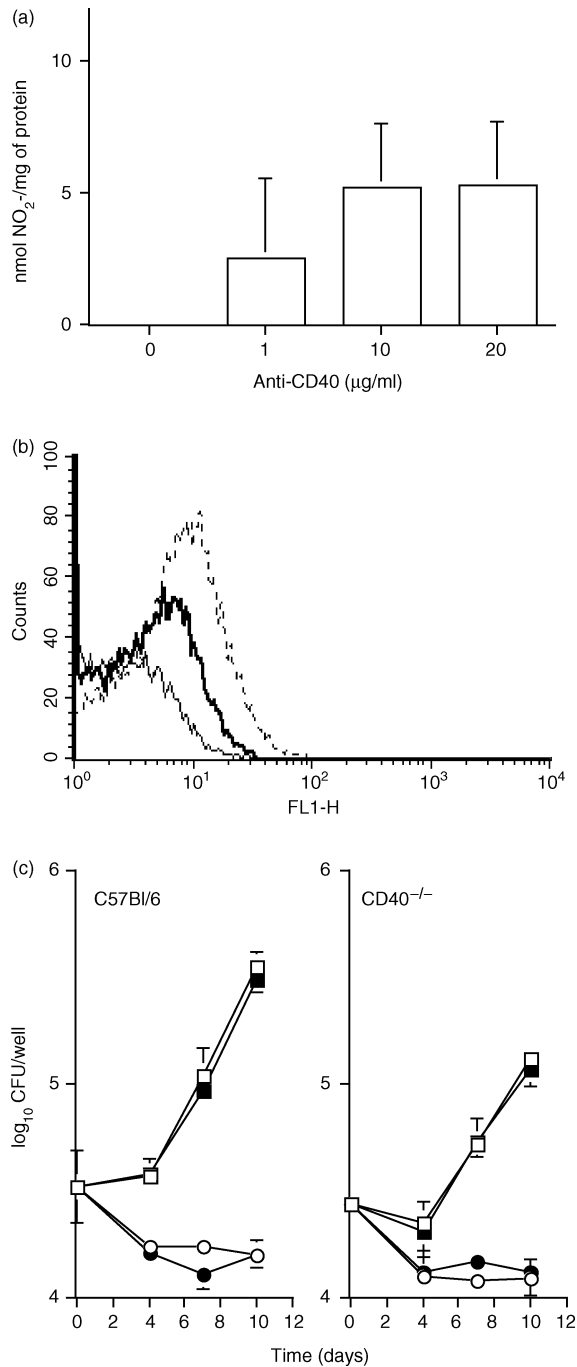 (a)
nmol NO2-/mg of protein
10
5
0
0 1 10 20
Anti-CD40 (µg/ml)
(b)
Counts
100
80
60
40
20
0
10^0 10^1 10^2 10^3 10^4
FL1-H
(c)
log10 CFU/well
6
5
4
C57Bl/6
0 2 4 6 8 10 12
6
5
4
CD40−/−
0 2 4 6 8 10 12
Time (days)